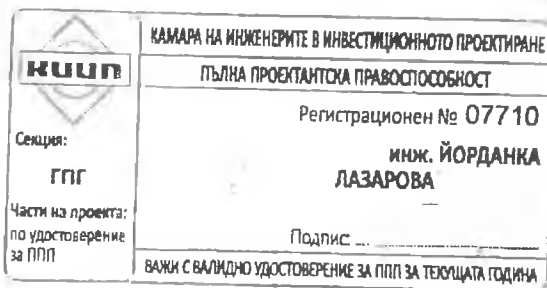 КАМАРА НА ИНЖЕНЕРИТЕ В ИНВЕСТИЦИОННОТО ПРОЕКТИРАНЕ
КИИП
ПЪЛНА ПРОЕКТАНТСКА ПРАВОСПОСОБНОСТ
Регистрационен № 07710
Секция:
ГПГ
инж. ЙОРДАНКА
ЛАЗАРОВА
Части на проекта:
по удостоверение
за ППП
Подпис
ВАЖИ С ВАЛИДНО УДОСТОВЕРЕНИЕ ЗА ППП ЗА ТЕКУЩАТА ГОДИНА